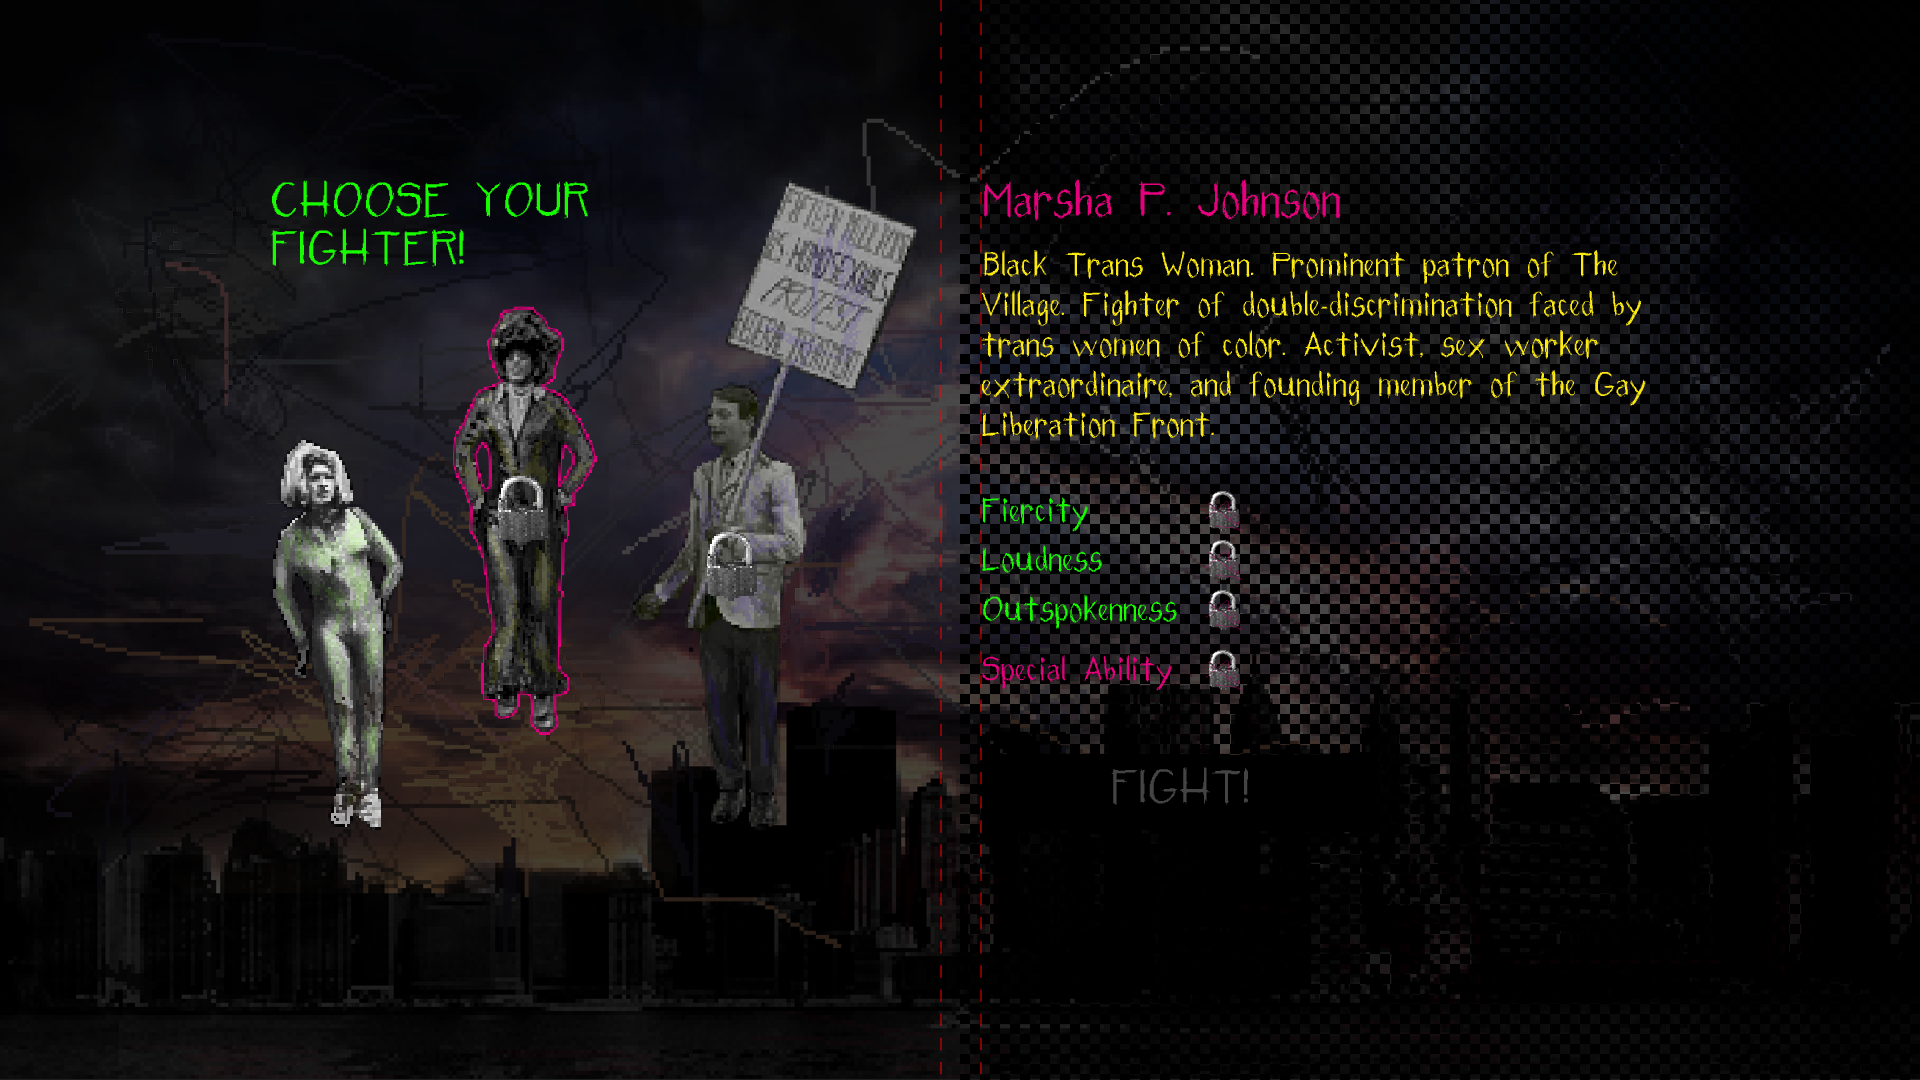 CHOOSE YOUR
FIGHTER!
IS HOMOSEXUALS
PROTEST
Marsha P. Johnson
Black Trans Woman. Prominent patron of The
Village. Fighter of double-discrimination faced by
trans women of color. Activist, sex worker
extraordinaire, and founding member of the Gay
Liberation Front.
Fiercity
Loudness
Outspokenness
Special Ability
FIGHT!